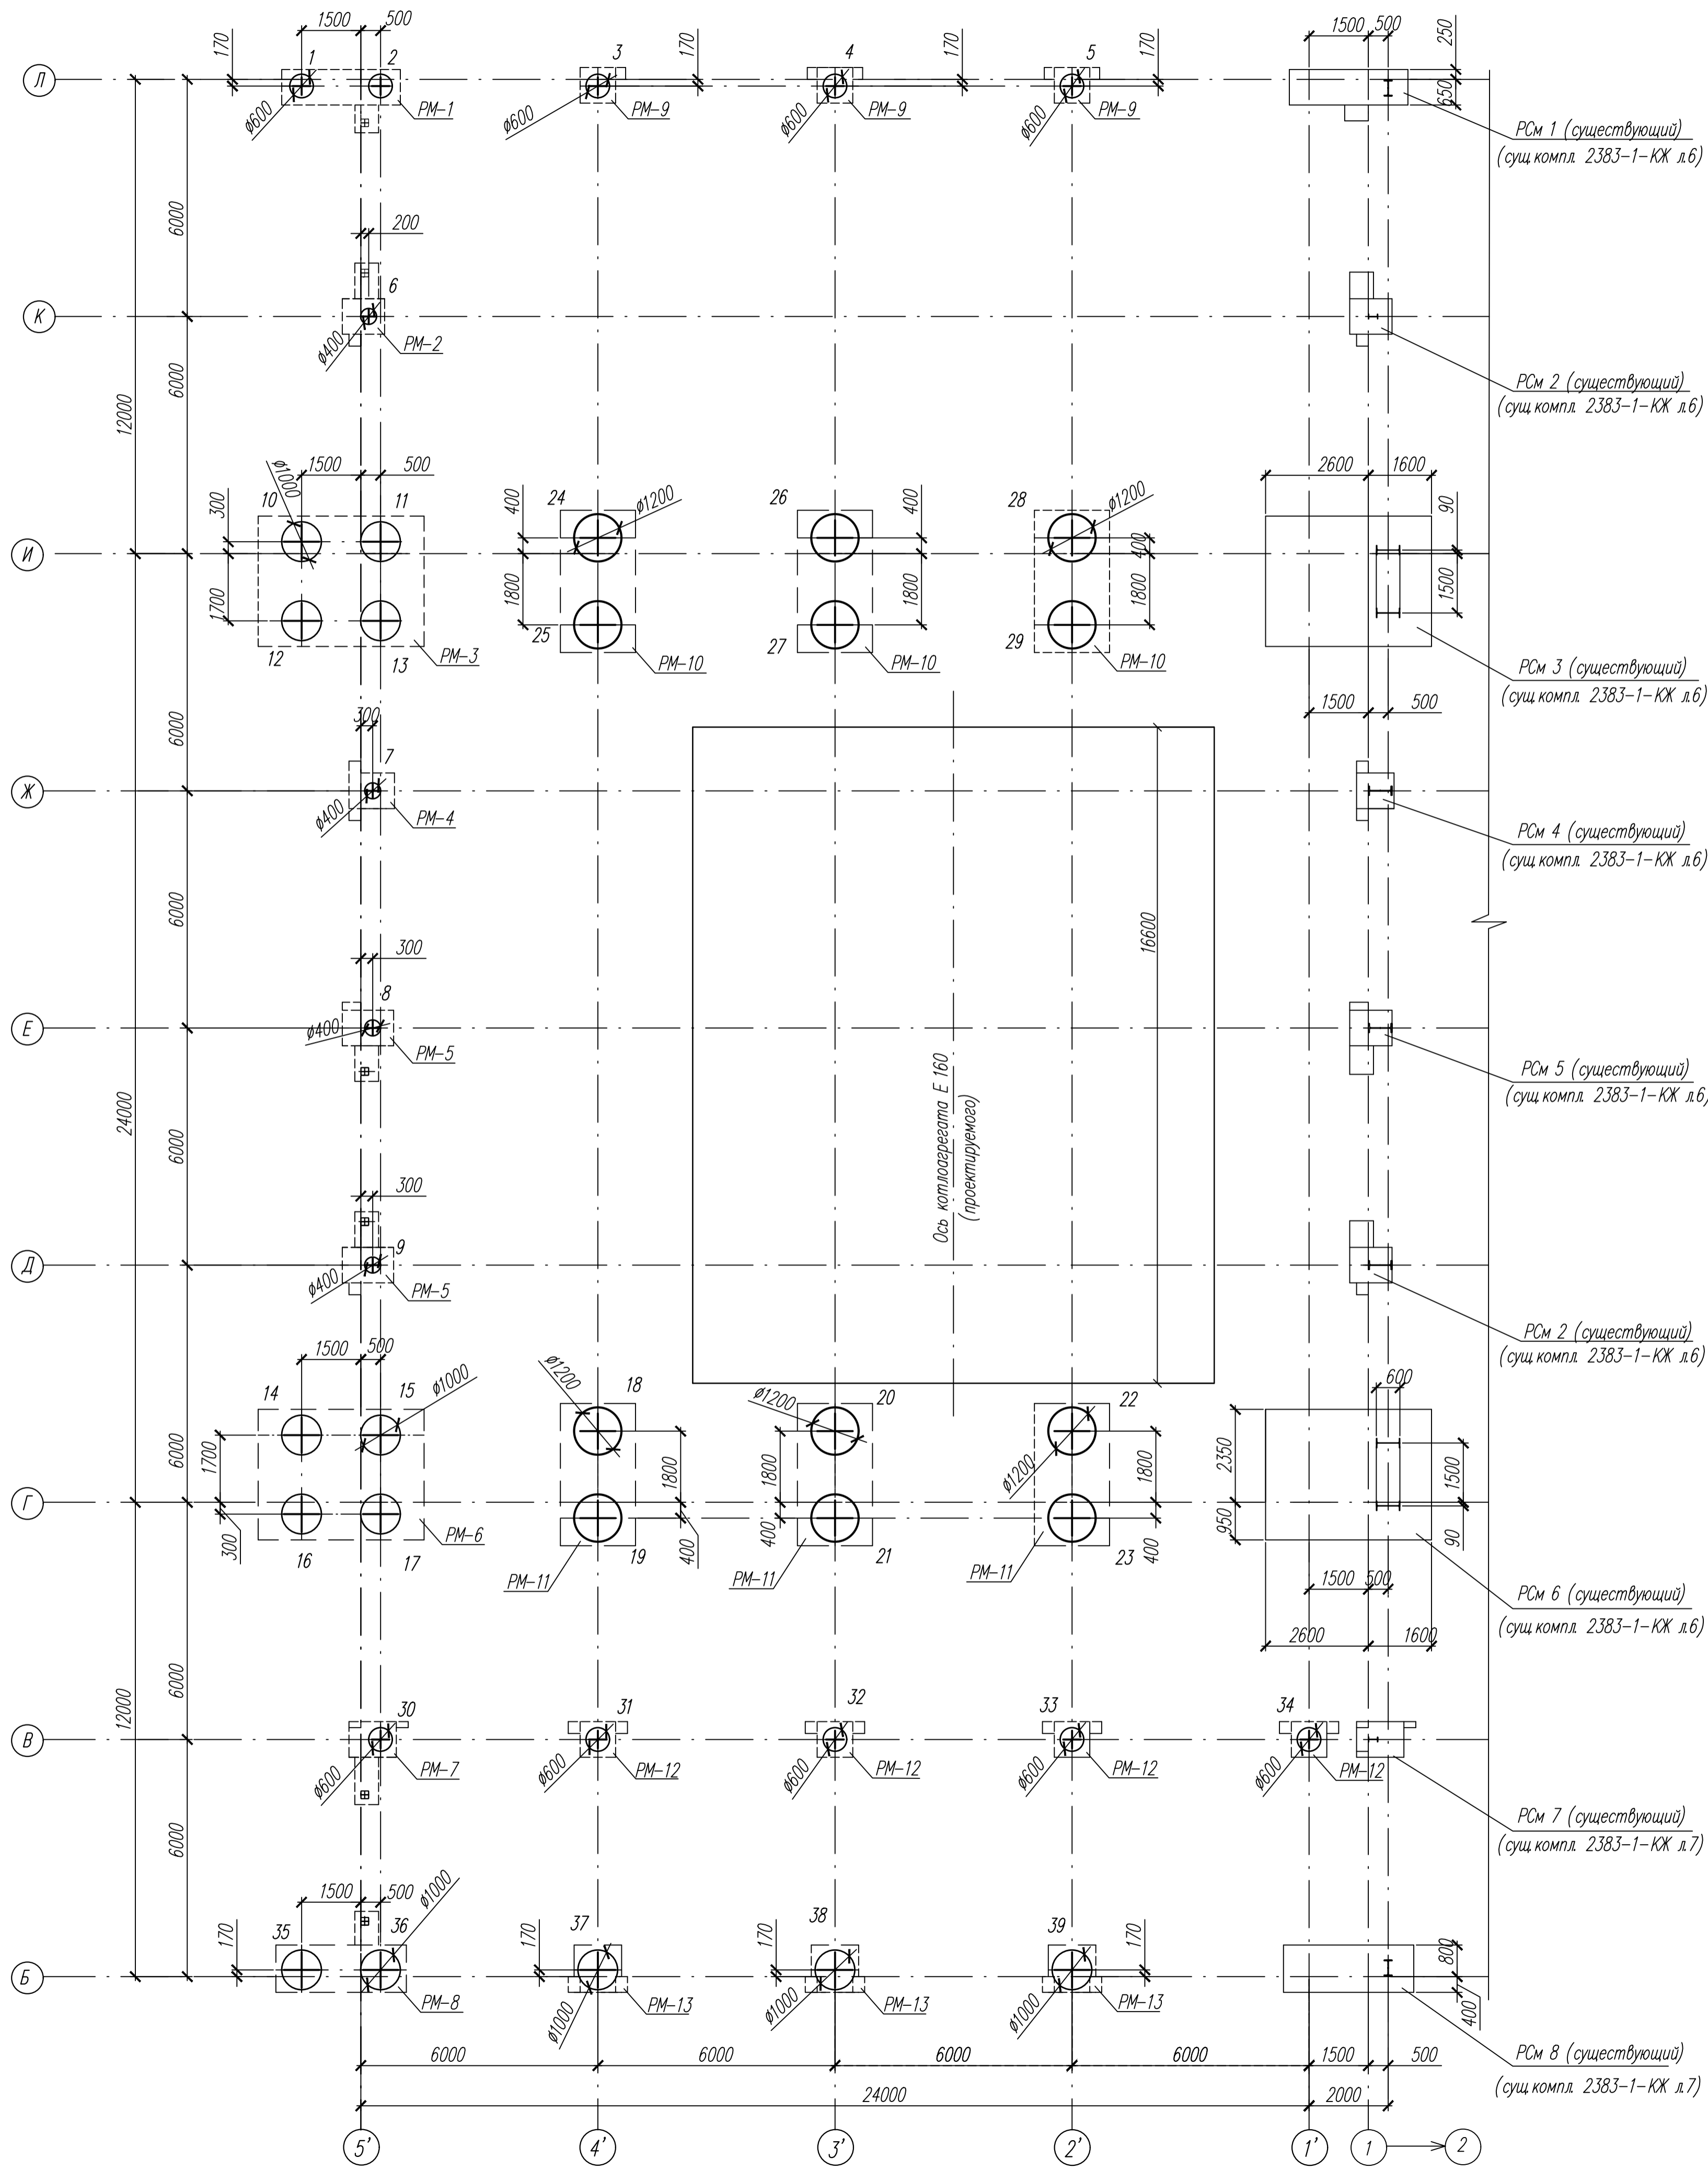 1500 500
170
1 2 3 4 5
170 170 170
1500 500 250
Л
650
ø600 РМ-1
ø600 РМ-9
ø600 РМ-9
ø600 РМ-9
РСм 1 (существующий)
(сущ. компл. 2383-1-КЖ л.6)
6000
200
6
К
ø400 РМ-2
РСм 2 (существующий)
(сущ. компл. 2383-1-КЖ л.6)
12000
6000
ø1000 1500 500
2600 1600
10 11 24 ø1200 26 28 ø1200
300 400 400 400 90
И
1700 1800 1800 1800 1500
12 13 25 27 29
РМ-3 РМ-10 РМ-10 РМ-10
РСм 3 (существующий)
(сущ. компл. 2383-1-КЖ л.6)
1500 500
6000
300
7
Ж
ø400 РМ-4
РСм 4 (существующий)
(сущ. компл. 2383-1-КЖ л.6)
6000
16600
300
8
Е
ø400 РМ-5
РСм 5 (существующий)
(сущ. компл. 2383-1-КЖ л.6)
24000
Ось котлоагрегата Е 160
(проектируемого)
6000
300
9
Д
ø400 РМ-5
РСм 2 (существующий)
(сущ. компл. 2383-1-КЖ л.6)
1500 500 600
14 15 ø1000 ø1200 18 ø1200 20 22
6000
1700 1800 1800 ø1200 1800 2350 1500
Г
300 400 400 400 950 90
16 17 РМ-6 19 21 23
РМ-11 РМ-11 РМ-11
1500 500
РСм 6 (существующий)
(сущ. компл. 2383-1-КЖ л.6)
2600 1600
12000
6000
30 31 32 33 34
В
ø600 РМ-7
ø600 РМ-12
ø600 РМ-12
ø600 РМ-12
ø600 РМ-12
РСм 7 (существующий)
(сущ. компл. 2383-1-КЖ л.7)
6000
1500 500 ø1000
35 36 37 38 39
170 170 170 170 800
Б
РМ-8
ø1000 РМ-13
ø1000 РМ-13
ø1000 РМ-13
400
РСм 8 (существующий)
(сущ. компл. 2383-1-КЖ л.7)
6000 6000 6000 6000 1500 500
24000 2000
5' 4' 3' 2' 1' 1 2